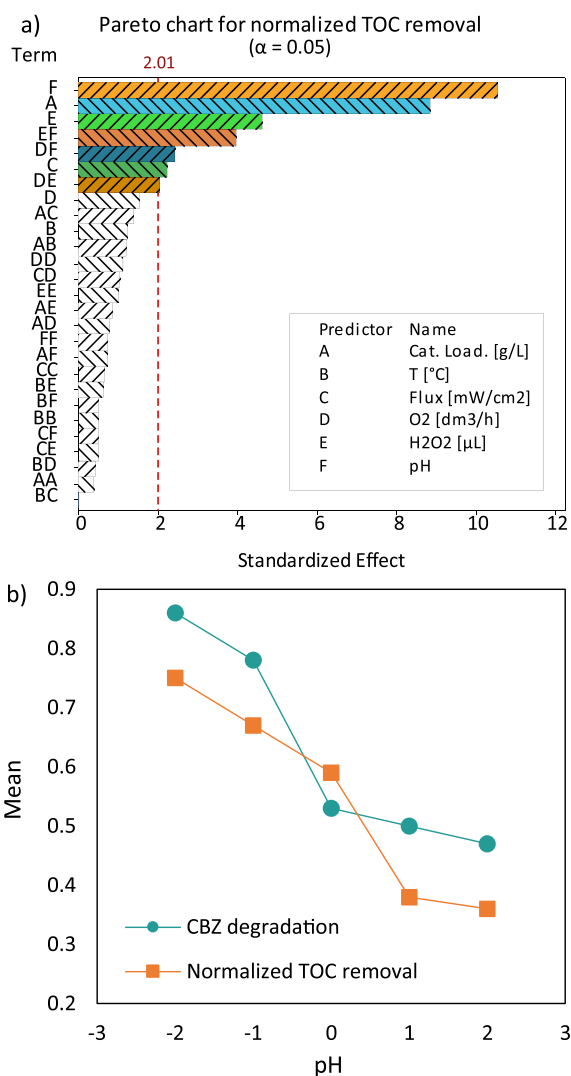 a)
Pareto chart for normalized TOC removal
(α = 0.05)
Term
2.01
F
A
E
EF
DF
C
DE
D
AC
B
AB
DD
CD
EE
AE
AD
FF
AF
CC
BE
BF
BB
CF
CE
BD
AA
BC
Predictor Name
A Cat. Load. [g/L]
B T [°C]
C Flux [mW/cm2]
D O2 [dm3/h]
E H2O2 [µL]
F pH
0 2 4 6 8 10 12
Standardized Effect
b)
0.9
0.8
0.7
0.6
0.5
0.4
0.3
0.2
Mean
CBZ degradation
Normalized TOC removal
-3 -2 -1 0 1 2 3
pH